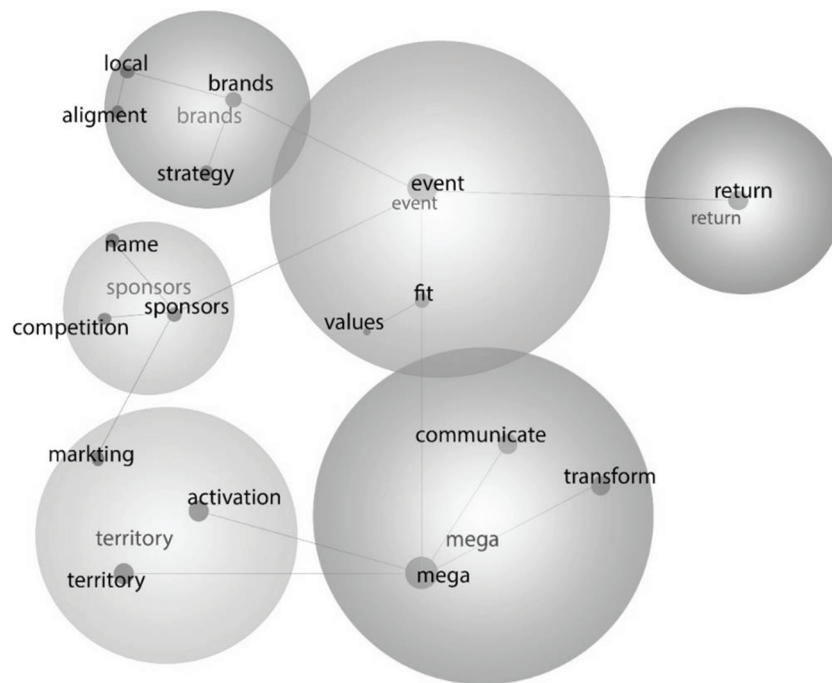 local
brands
aligment
brands
strategy
event
event
return
return
name
sponsors
sponsors
competition
fit
values
markting
activation
territory
territory
communicate
transform
mega
mega